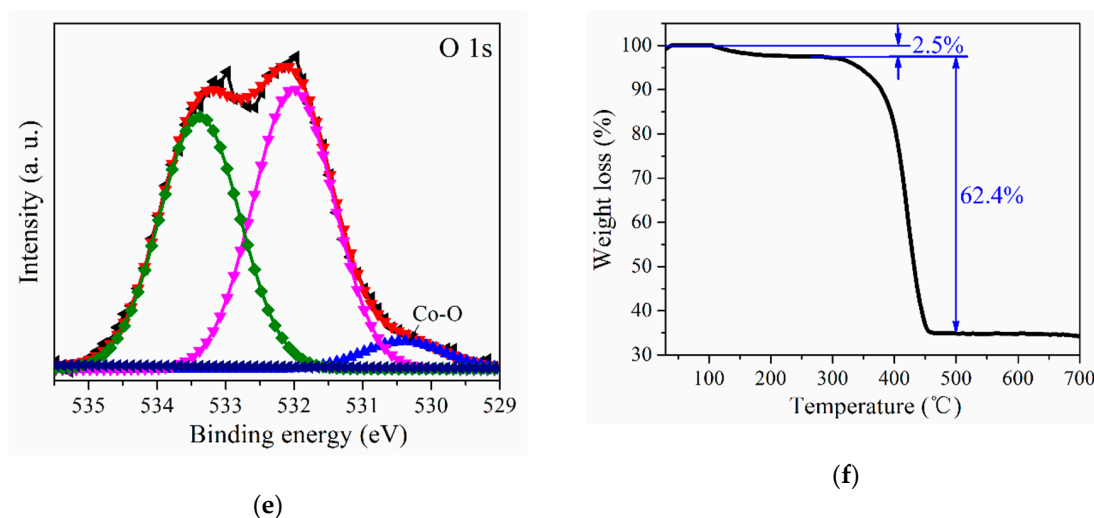 O 1s
Intensity (a. u.)
Co-O
535 534 533 532 531 530 529
Binding energy (eV)
(e)
100
90
80
70
60
50
40
30
Weight loss (%)
2.5%
62.4%
100 200 300 400 500 600 700
Temperature (℃)
(f)